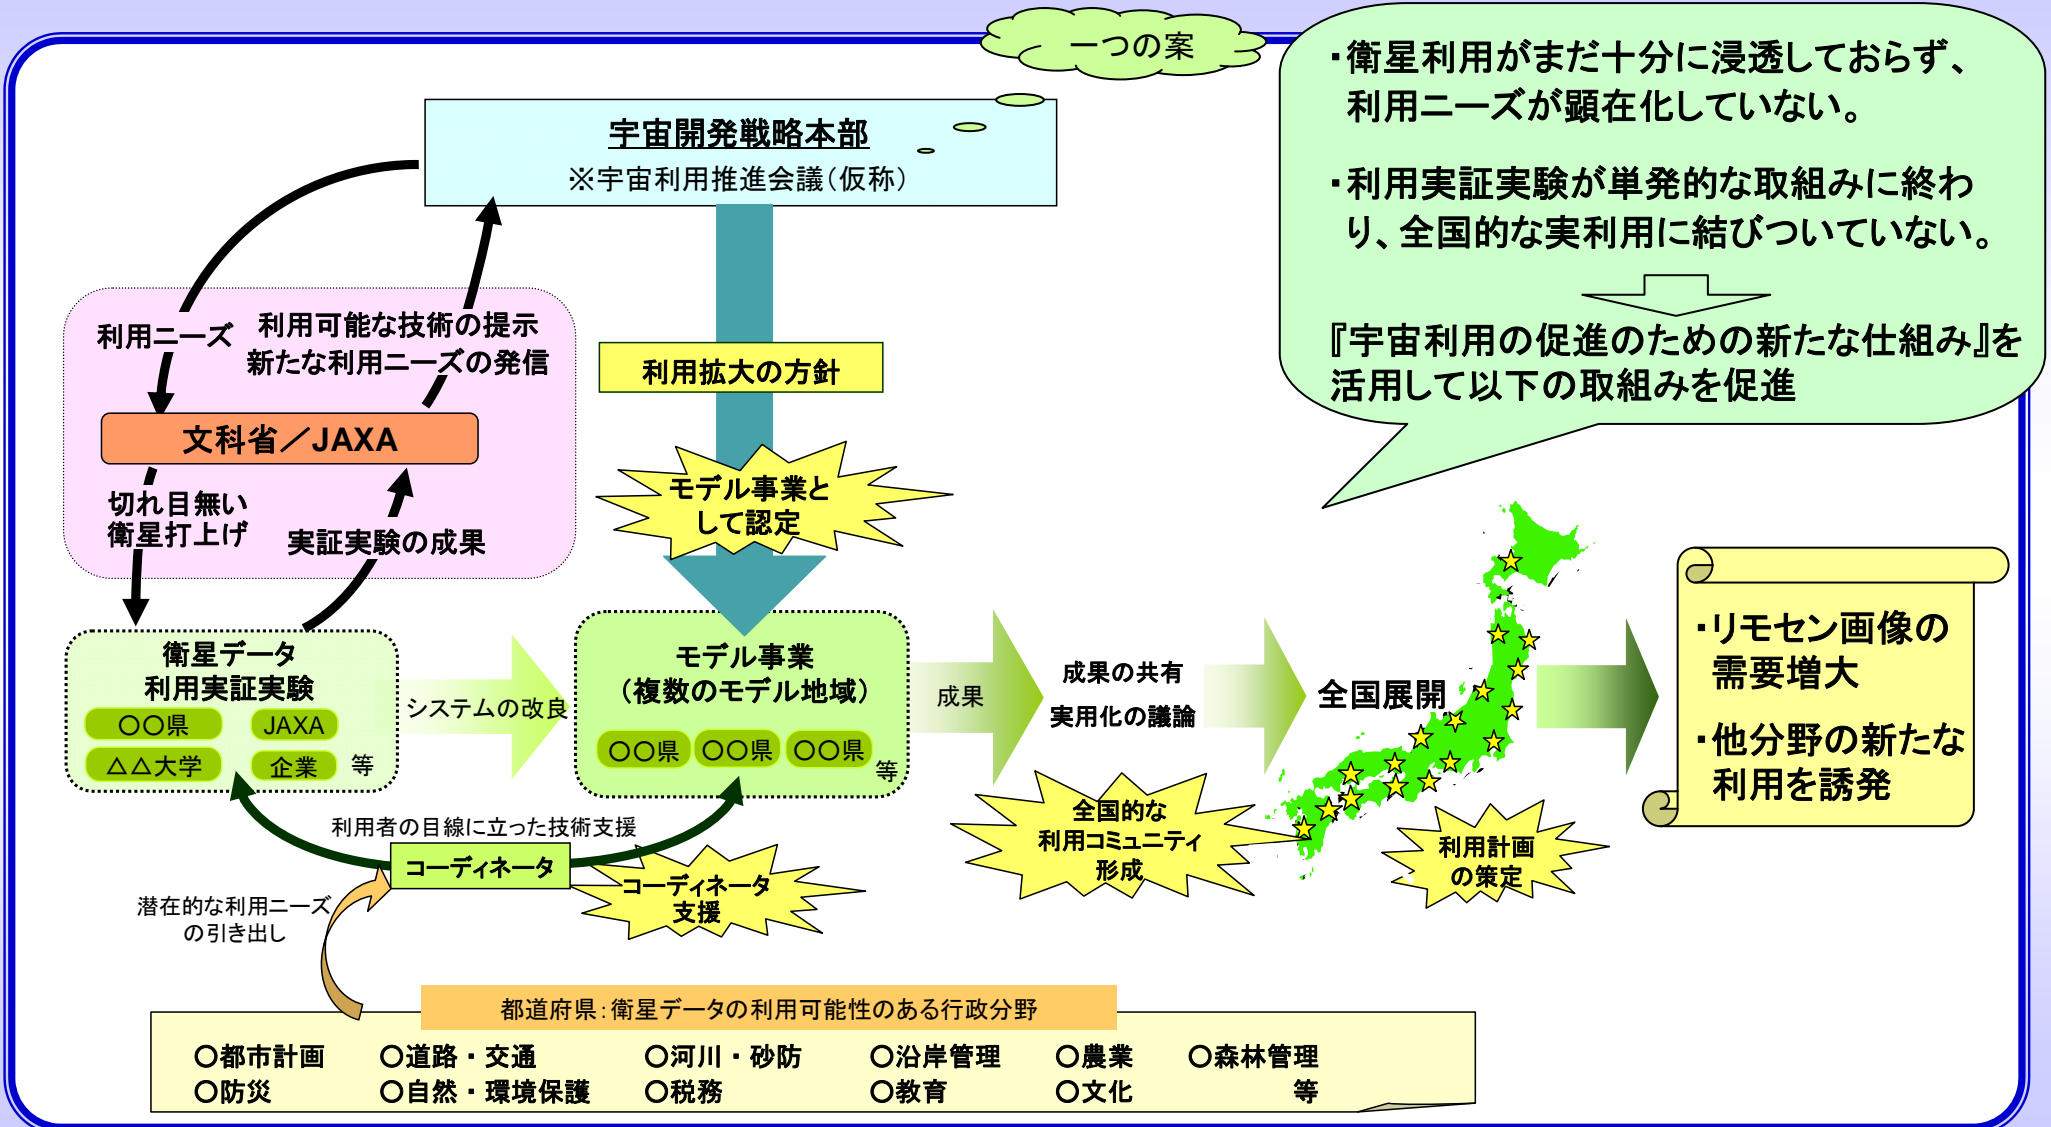 一つの案
・衛星利用がまだ十分に浸透しておらず、
利用ニーズが顕在化していない。
・利用実証実験が単発的な取組みに終わ
り、全国的な実利用に結びついていない。
『宇宙利用の促進のための新たな仕組み』を
活用して以下の取組みを促進
宇宙開発戦略本部
※宇宙利用推進会議（仮称）
利用ニーズ
利用可能な技術の提示
新たな利用ニーズの発信
利用拡大の方針
文科省／JAXA
モデル事業と
して認定
切れ目無い
衛星打上げ
実証実験の成果
衛星データ
利用実証実験
〇〇県
JAXA
△△大学
企業
等
システムの改良
モデル事業
（複数のモデル地域）
〇〇県
〇〇県
〇〇県
等
成果
成果の共有
実用化の議論
全国展開
・リモセン画像の
需要増大
・他分野の新たな
利用を誘発
全国的な
利用コミュニティ
形成
利用計画
の策定
利用者の目線に立った技術支援
コーディネータ
コーディネータ
支援
潜在的な利用ニーズ
の引き出し
都道府県：衛星データの利用可能性のある行政分野
〇都市計画 〇道路・交通 〇河川・砂防 〇沿岸管理 〇農業 〇森林管理
〇防災 〇自然・環境保護 〇税務 〇教育 〇文化 等